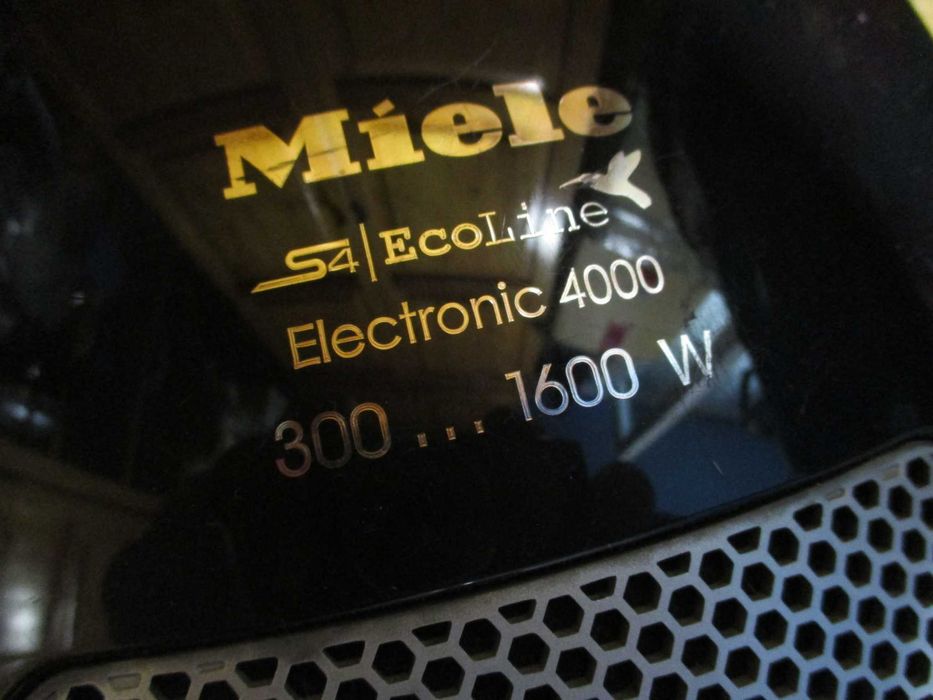 Miele
S4|EcoLine
Electronic 4000
300 ... 1600 W